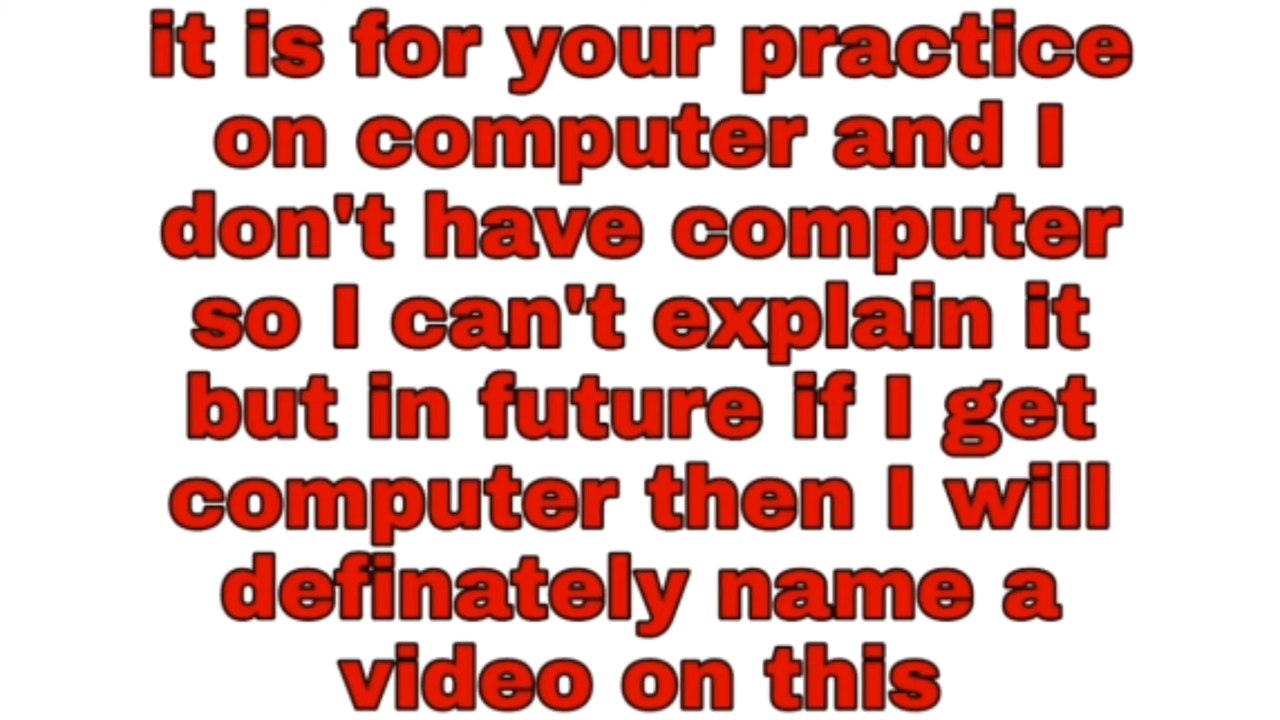 it is for your practice
on computer and I
don't have computer
so I can't explain it
but in future if I get
computer then I will
definately name a
video on this